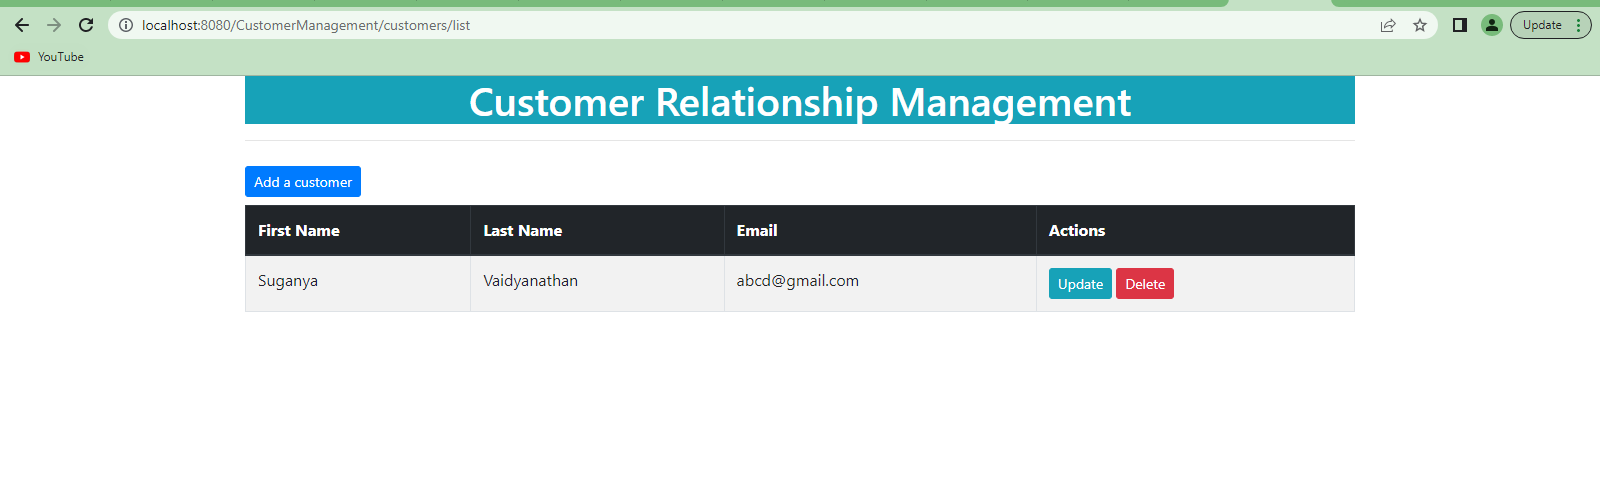 localhost:8080/CustomerManagement/customers/list Update
YouTube
Customer Relationship Management
Add a customer
First Name Last Name Email Actions
Suganya Vaidyanathan abcd@gmail.com Update Delete